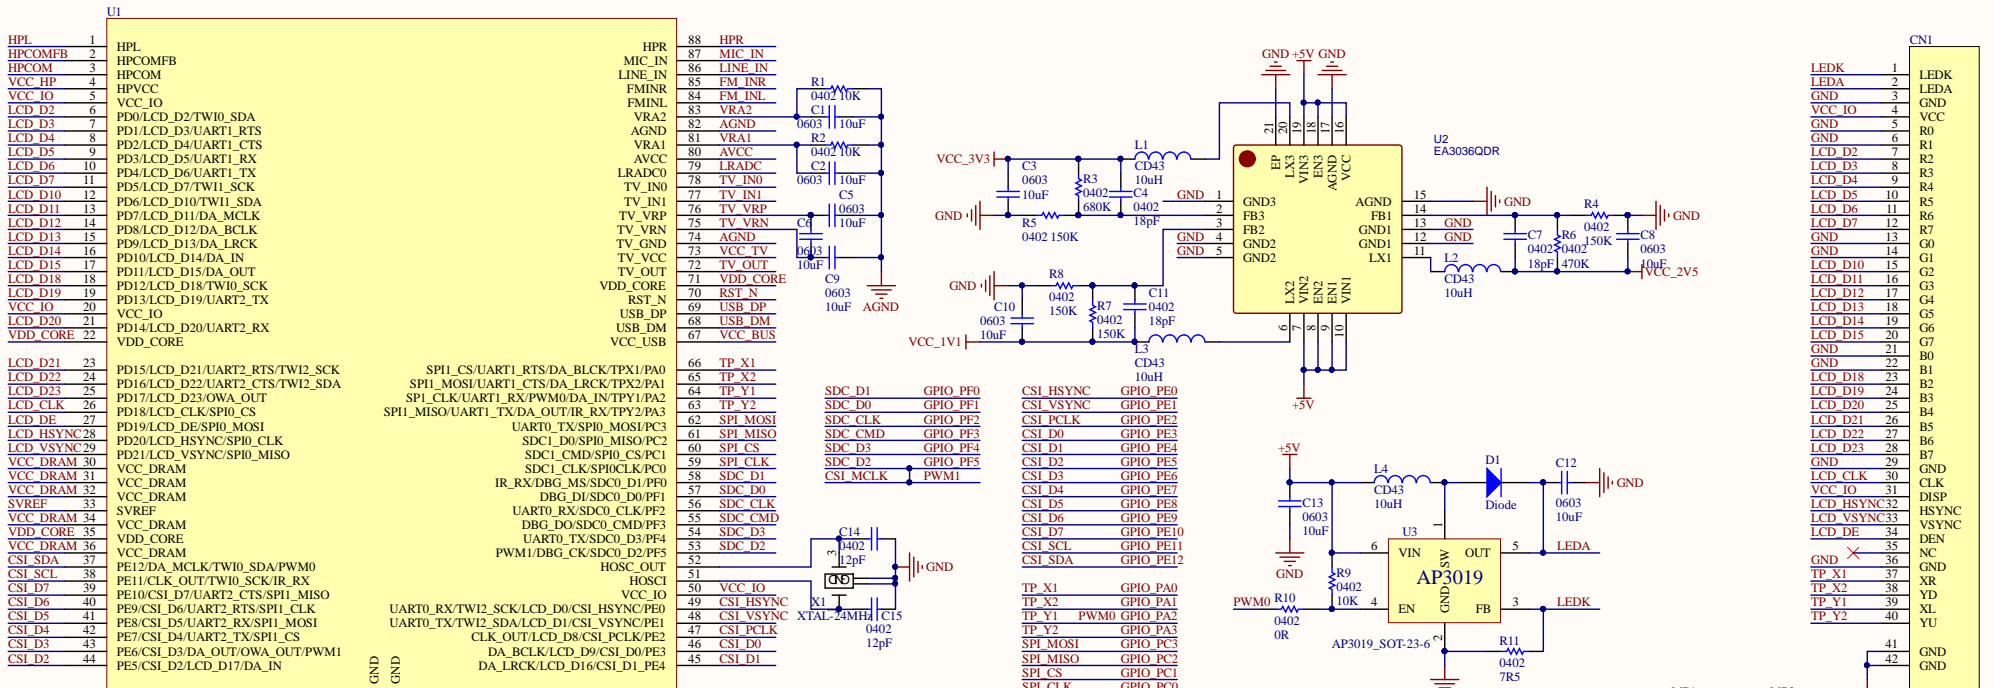 U1
HPL 1 HPL
HPCOMFB 2 HPCOMFB
HPCOM 3 HPCOM
VCC_HP 4 HPVCC
VCC_IO 5 VCC_IO
LCD_D2 6 PD0/LCD_D2/TWI0_SDA
LCD_D3 7 PD1/LCD_D3/UART1_RTS
LCD_D4 8 PD2/LCD_D4/UART1_CTS
LCD_D5 9 PD3/LCD_D5/UART1_RX
LCD_D6 10 PD4/LCD_D6/UART1_TX
LCD_D7 11 PD5/LCD_D7/TWI1_SCK
LCD_D10 12 PD6/LCD_D10/TWI1_SDA
LCD_D11 13 PD7/LCD_D11/DA_MCLK
LCD_D12 14 PD8/LCD_D12/DA_BCLK
LCD_D13 15 PD9/LCD_D13/DA_LRCK
LCD_D14 16 PD10/LCD_D14/DA_IN
LCD_D15 17 PD11/LCD_D15/DA_OUT
LCD_D18 18 PD12/LCD_D18/TWI0_SCK
LCD_D19 19 PD13/LCD_D19/UART2_TX
VCC_IO 20 VCC_IO
LCD_D20 21 PD14/LCD_D20/UART2_RX
VDD_CORE 22 VDD_CORE
LCD_D21 23 PD15/LCD_D21/UART2_RTS/TWI2_SCK
LCD_D22 24 PD16/LCD_D22/UART2_CTS/TWI2_SDA
LCD_D23 25 PD17/LCD_D23/OWA_OUT
LCD_CLK 26 PD18/LCD_CLK/SPI0_CS
LCD_DE 27 PD19/LCD_DE/SPI0_MOSI
LCD_HSYNC 28 PD20/LCD_HSYNC/SPI0_CLK
LCD_VSYNC 29 PD21/LCD_VSYNC/SPI0_MISO
VCC_DRAM 30 VCC_DRAM
VCC_DRAM 31 VCC_DRAM
VCC_DRAM 32 VCC_DRAM
SVREF 33 SVREF
VCC_DRAM 34 VCC_DRAM
VDD_CORE 35 VDD_CORE
VCC_DRAM 36 VCC_DRAM
CSI_SDA 37 PE12/DA_MCLK/TWI0_SDA/PWM0
CSI_SCL 38 PE11/CLK_OUT/TWI0_SCK/IR_RX
CSI_D7 39 PE10/CSI_D7/UART2_CTS/SPI1_MISO
CSI_D6 40 PE9/CSI_D6/UART2_RTS/SPI1_CLK
CSI_D5 41 PE8/CSI_D5/UART2_RX/SPI1_MOSI
CSI_D4 42 PE7/CSI_D4/UART2_TX/SPI1_CS
CSI_D3 43 PE6/CSI_D3/DA_OUT/OWA_OUT/PWM1
CSI_D2 44 PE5/CSI_D2/LCD_D17/DA_IN
GND GND
HPR 88 HPR
MIC_IN 87 MIC_IN
LINE_IN 86 LINE_IN
FMINR 85 FM_INR
FMINL 84 FM_INL
VRA2 83 VRA2
AGND 82 AGND
VRA1 81 VRA1
AVCC 80 AVCC
LRADC0 79 LRADC
TV_IN0 78 TV_IN0
TV_IN1 77 TV_IN1
TV_VRP 76 TV_VRP
TV_VRN 75 TV_VRN
TV_GND 74 AGND
TV_VCC 73 VCC_TV
TV_OUT 72 TV_OUT
VDD_CORE 71 VDD_CORE
RST_N 70 RST_N
USB_DP 69 USB_DP
USB_DM 68 USB_DM
VCC_USB 67 VCC_BUS
SPI1_CS/UART1_RTS/DA_BLCK/TPX1/PA0 66 TP_X1
SPI1_MOSI/UART1_CTS/DA_LRCK/TPX2/PA1 65 TP_X2
SP1_CLK/UART1_RX/PWM0/DA_IN/TPY1/PA2 64 TP_Y1
SPI1_MISO/UART1_TX/DA_OUT/IR_RX/TPY2/PA3 63 TP_Y2
UART0_TX/SPI0_MOSI/PC3 62 SPI_MOSI
SDC1_D0/SPI0_MISO/PC2 61 SPI_MISO
SDC1_CMD/SPI0_CS/PC1 60 SPI_CS
SDC1_CLK/SPI0CLK/PC0 59 SPI_CLK
IR_RX/DBG_MS/SDC0_D1/PF0 58 SDC_D1
DBG_DI/SDC0_D0/PF1 57 SDC_D0
UART0_RX/SDC0_CLK/PF2 56 SDC_CLK
DBG_DO/SDC0_CMD/PF3 55 SDC_CMD
UART0_TX/SDC0_D3/PF4 54 SDC_D3
PWM1/DBG_CK/SDC0_D2/PF5 53 SDC_D2
HOSC_OUT 52
HOSCI 51
VCC_IO 50 VCC_IO
UART0_RX/TWI2_SCK/LCD_D0/CSI_HSYNC/PE0 49 CSI_HSYNC
UART0_TX/TWI2_SDA/LCD_D1/CSI_VSYNC/PE1 48 CSI_VSYNC
CLK_OUT/LCD_D8/CSI_PCLK/PE2 47 CSI_PCLK
DA_BCLK/LCD_D9/CSI_D0/PE3 46 CSI_D0
DA_LRCK/LCD_D16/CSI_D1_PE4 45 CSI_D1
R1
0402 10K
C1
0603 10uF
R2
0402 10K
C2
0603 10uF
C5
0603
10uF
C6
0603
10uF
C9
0603
10uF
AGND
SDC_D1 GPIO_PF0
SDC_D0 GPIO_PF1
SDC_CLK GPIO_PF2
SDC_CMD GPIO_PF3
SDC_D3 GPIO_PF4
SDC_D2 GPIO_PF5
CSI_MCLK PWM1
C14
0402
12pF
3
GND
X1
XTAL-24MHz
C15
0402
12pF
VCC_3V3
C3
0603
10uF
R3
0402
680K
L1
CD43
10uH
C4
0402
18pF
GND
R5
0402 150K
GND
R8
0402
150K
C10
0603
10uF
R7
0402
150K
C11
0402
18pF
VCC_1V1
L3
CD43
10uH
GND +5V GND
21 20 19 18 17 16
EP LX3 VIN3 EN3 AGND VCC
U2
EA3036QDR
GND 1 GND3
2 FB3
3 FB2
GND 4 GND2
GND 5 GND2
AGND 15
FB1 14
GND1 13 GND
GND1 12 GND
LX1 11
LX2 VIN2 EN2 EN1 VIN1
6 7 8 9 10
+5V
GND
L2
CD43
10uH
C7
0402
18pF
R6
0402
470K
R4
0402
150K
C8
0603
10uF
GND
VCC_2V5
CSI_HSYNC GPIO_PE0
CSI_VSYNC GPIO_PE1
CSI_PCLK GPIO_PE2
CSI_D0 GPIO_PE3
CSI_D1 GPIO_PE4
CSI_D2 GPIO_PE5
CSI_D3 GPIO_PE6
CSI_D4 GPIO_PE7
CSI_D5 GPIO_PE8
CSI_D6 GPIO_PE9
CSI_D7 GPIO_PE10
CSI_SCL GPIO_PE11
CSI_SDA GPIO_PE12
TP_X1 GPIO_PA0
TP_X2 GPIO_PA1
TP_Y1 PWM0 GPIO_PA2
TP_Y2 GPIO_PA3
SPI_MOSI GPIO_PC3
SPI_MISO GPIO_PC2
SPI_CS GPIO_PC1
SPI_CLK GPIO_PC0
+5V
C13
0603
10uF
GND
L4
CD43
10uH
D1
Diode
C12
0603
10uF
GND
U3
1
6 VIN SW OUT 5 LEDA
AP3019
R9
0402
10K
PWM0 R10
0402
0R
4 EN GND FB 3 LEDK
2
AP3019_SOT-23-6
R11
0402
7R5
CN1
LEDK 1 LEDK
LEDA 2 LEDA
GND 3 GND
VCC_IO 4 VCC
GND 5 R0
GND 6 R1
LCD_D2 7 R2
LCD_D3 8 R3
LCD_D4 9 R4
LCD_D5 10 R5
LCD_D6 11 R6
LCD_D7 12 R7
GND 13 G0
GND 14 G1
LCD_D10 15 G2
LCD_D11 16 G3
LCD_D12 17 G4
LCD_D13 18 G5
LCD_D14 19 G6
LCD_D15 20 G7
GND 21 B0
GND 22 B1
LCD_D18 23 B2
LCD_D19 24 B3
LCD_D20 25 B4
LCD_D21 26 B5
LCD_D22 27 B6
LCD_D23 28 B7
GND 29 GND
LCD_CLK 30 CLK
VCC_IO 31 DISP
LCD_HSYNC 32 HSYNC
LCD_VSYNC 33 VSYNC
LCD_DE 34 DEN
35 NC
GND 36 GND
TP_X1 37 XR
TP_X2 38 YD
TP_Y1 39 XL
TP_Y2 40 YU
41 GND
42 GND